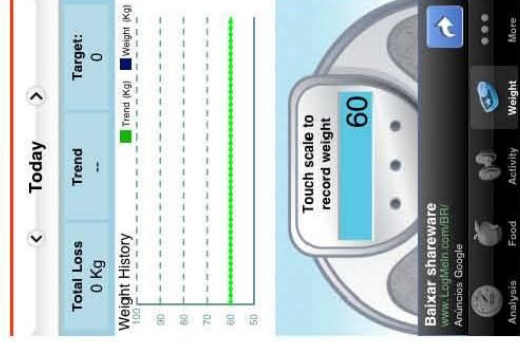 Today
Total Loss
0 Kg
Trend
--
Target:
0
Weight History
Trend (Kg)
Weight (Kg)
100
90
80
70
60
50
Touch scale to
record weight
60
Baixar shareware
www.LogMeIn.com/BR/
Anúncios Google
Analysis
Food
Activity
Weight
More